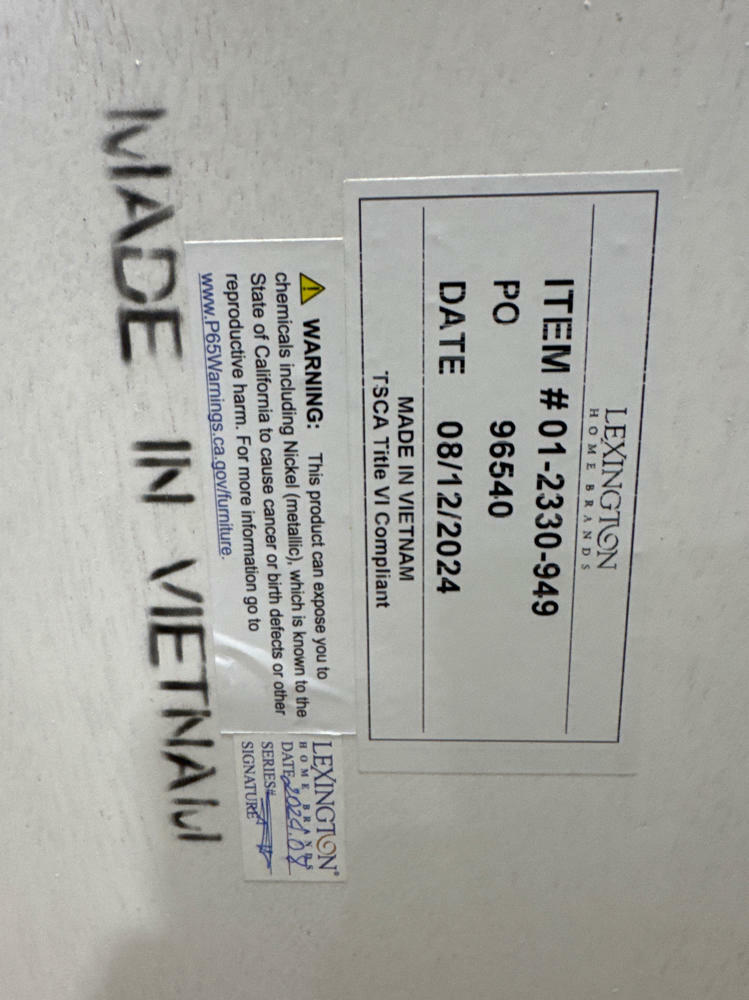 LEXINGTON
HOME BRANDS
ITEM # 01-2330-949
PO 96540
DATE 08/12/2024
MADE IN VIETNAM
TSCA Title VI Compliant
⚠ WARNING: This product can expose you to
chemicals including Nickel (metallic), which is known to the
State of California to cause cancer or birth defects or other
reproductive harm. For more information go to
www.P65Warnings.ca.gov/furniture.
LEXINGTON®
HOME BRANDS
DATE 2024.08
SERIES#
SIGNATURE
MADE IN VIETNAM